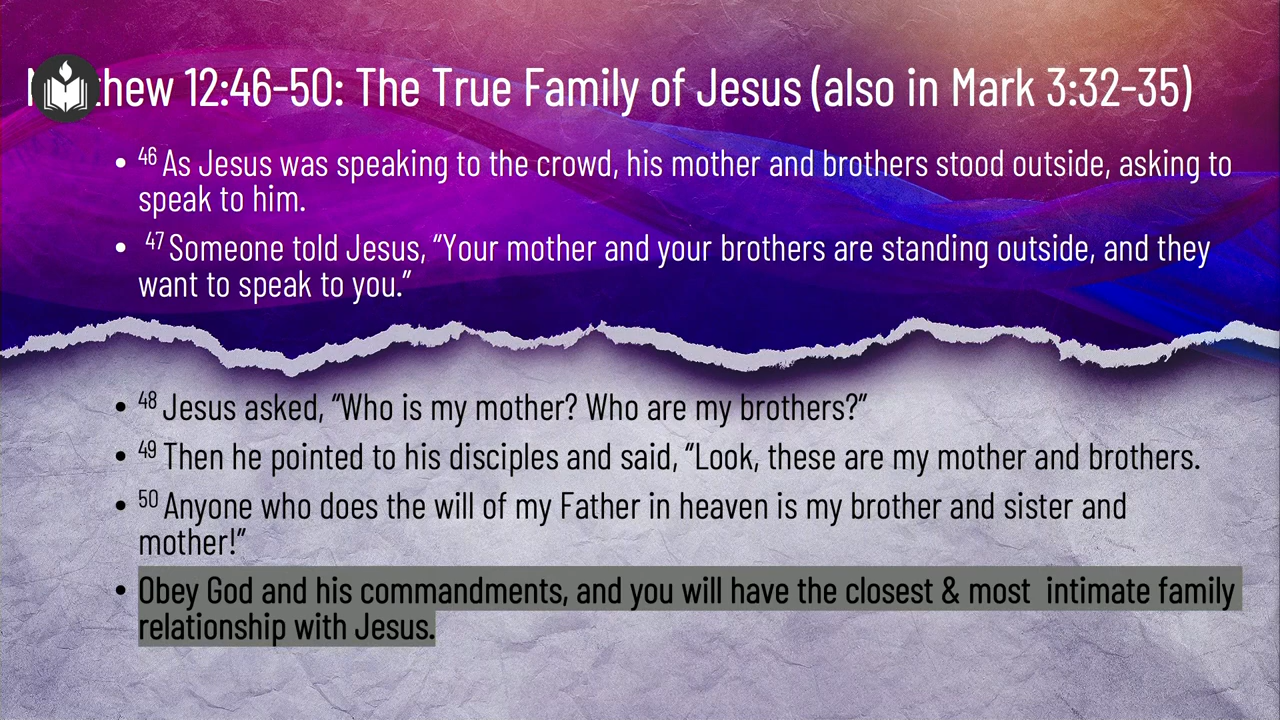 thew 12:46-50: The True Family of Jesus (also in Mark 3:32-35)
• 46 As Jesus was speaking to the crowd, his mother and brothers stood outside, asking to
speak to him.
• 47 Someone told Jesus, “Your mother and your brothers are standing outside, and they
want to speak to you.”
• 48 Jesus asked, “Who is my mother? Who are my brothers?”
• 49 Then he pointed to his disciples and said, “Look, these are my mother and brothers.
• 50 Anyone who does the will of my Father in heaven is my brother and sister and
mother!”
• Obey God and his commandments, and you will have the closest & most intimate family
relationship with Jesus.